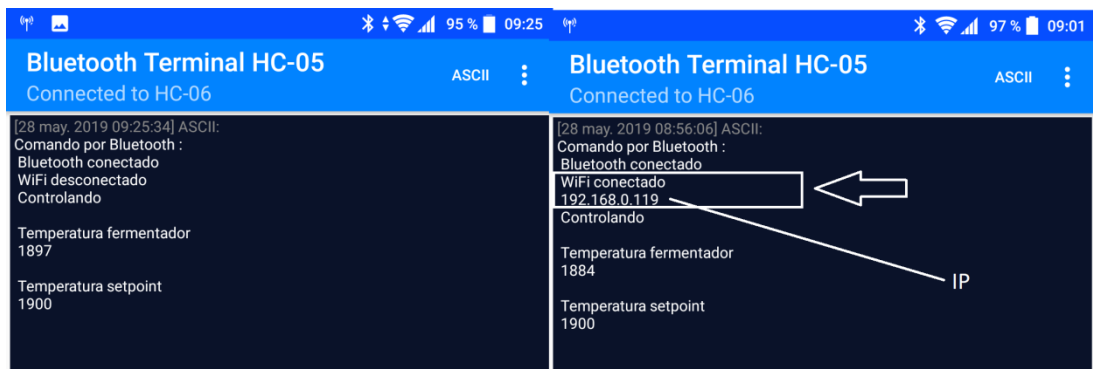 95 % 09:25
Bluetooth Terminal HC-05
Connected to HC-06
ASCII
[28 may. 2019 09:25:34] ASCII:
Comando por Bluetooth :
Bluetooth conectado
WiFi desconectado
Controlando
Temperatura fermentador
1897
Temperatura setpoint
1900
97 % 09:01
Bluetooth Terminal HC-05
Connected to HC-06
ASCII
[28 may. 2019 08:56:06] ASCII:
Comando por Bluetooth :
Bluetooth conectado
WiFi conectado
192.168.0.119
Controlando
Temperatura fermentador
1884
IP
Temperatura setpoint
1900